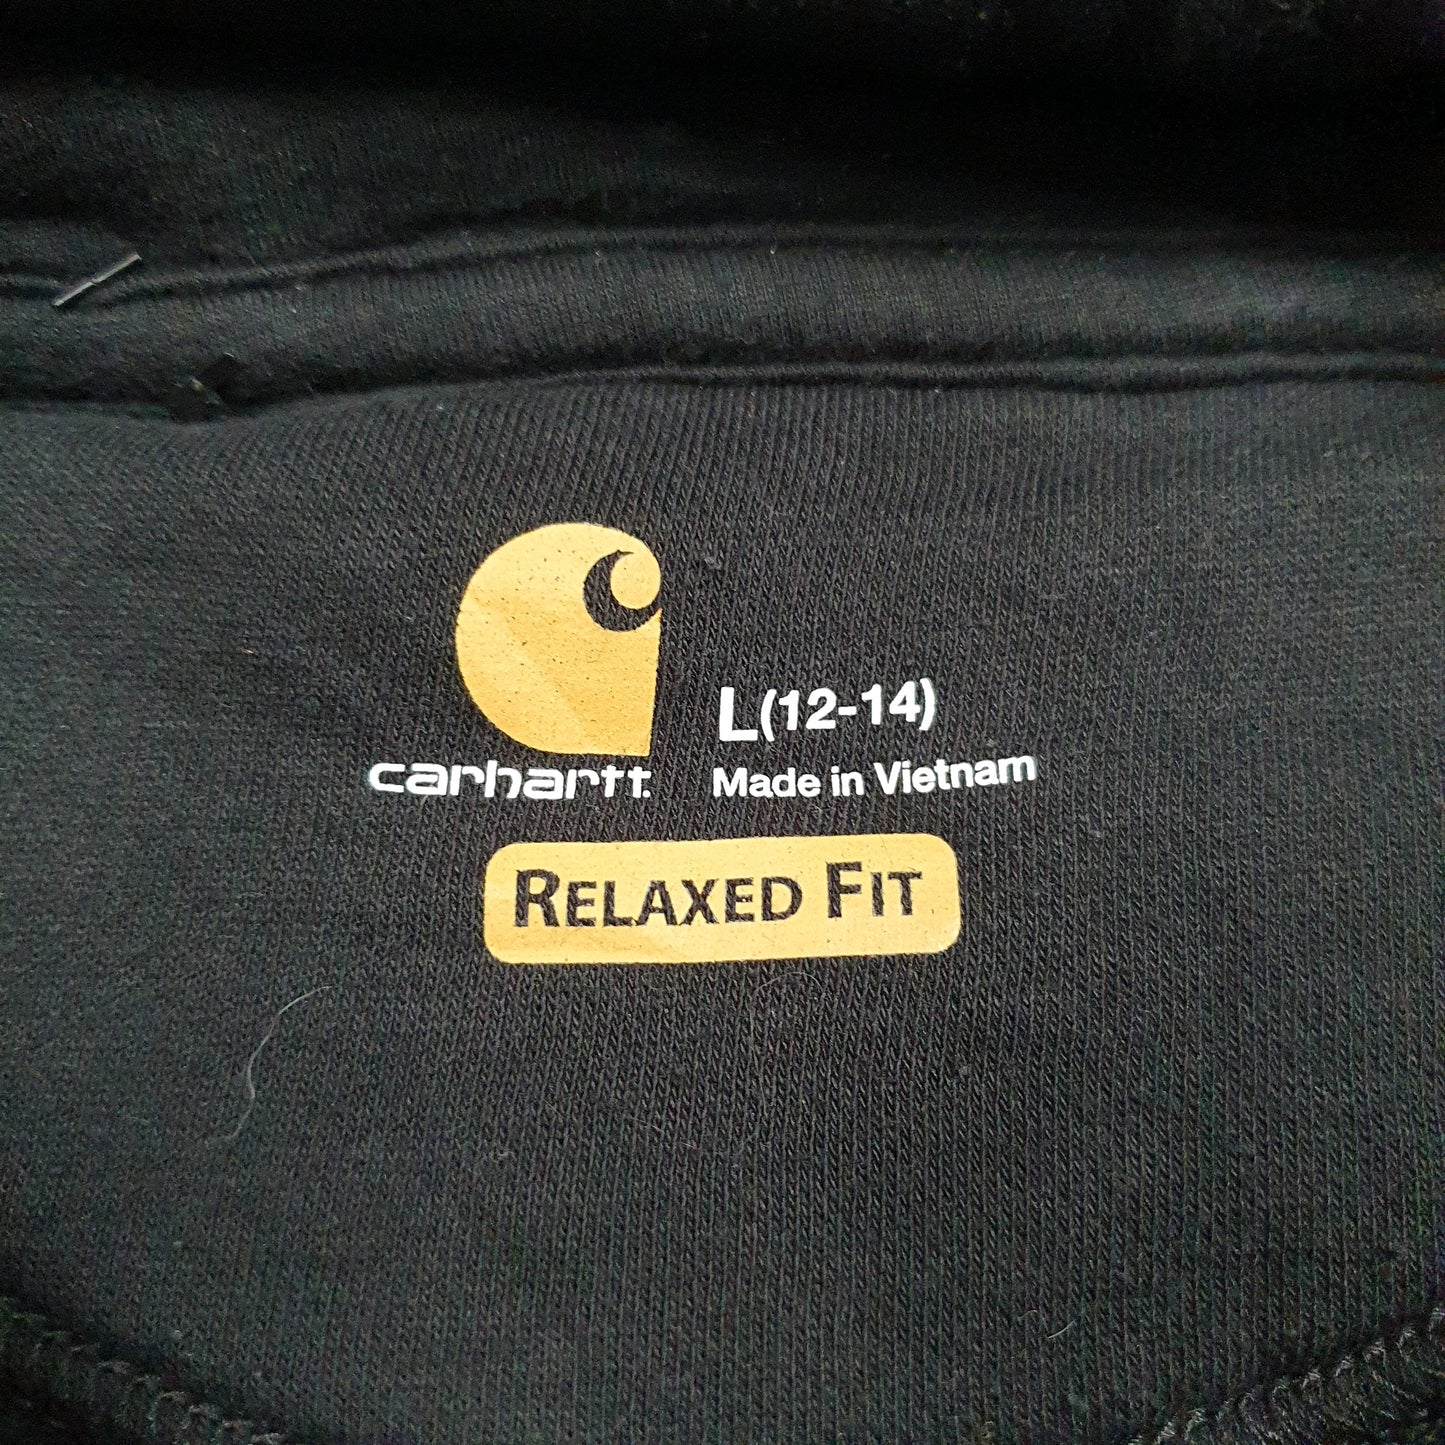 carhartt.
L(12-14)
Made in Vietnam
RELAXED FIT